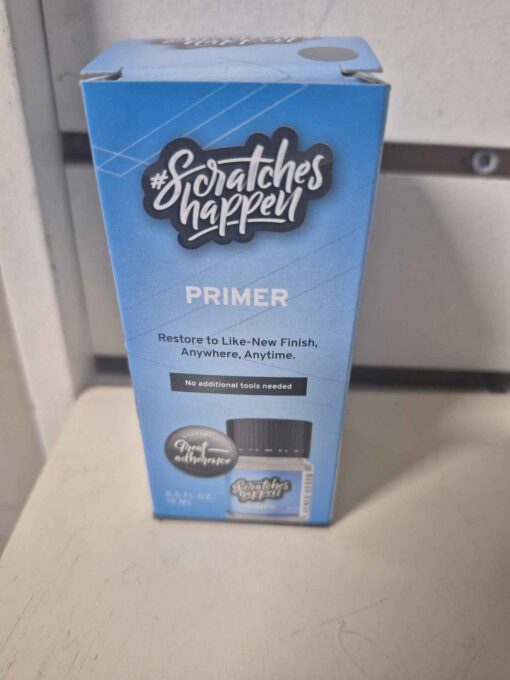 #Scratches
happen
PRIMER
Restore to Like-New Finish,
Anywhere, Anytime.
No additional tools needed
Great
adherence
0.5 FL OZ
15 ML
Scratches
happen
PRIMER